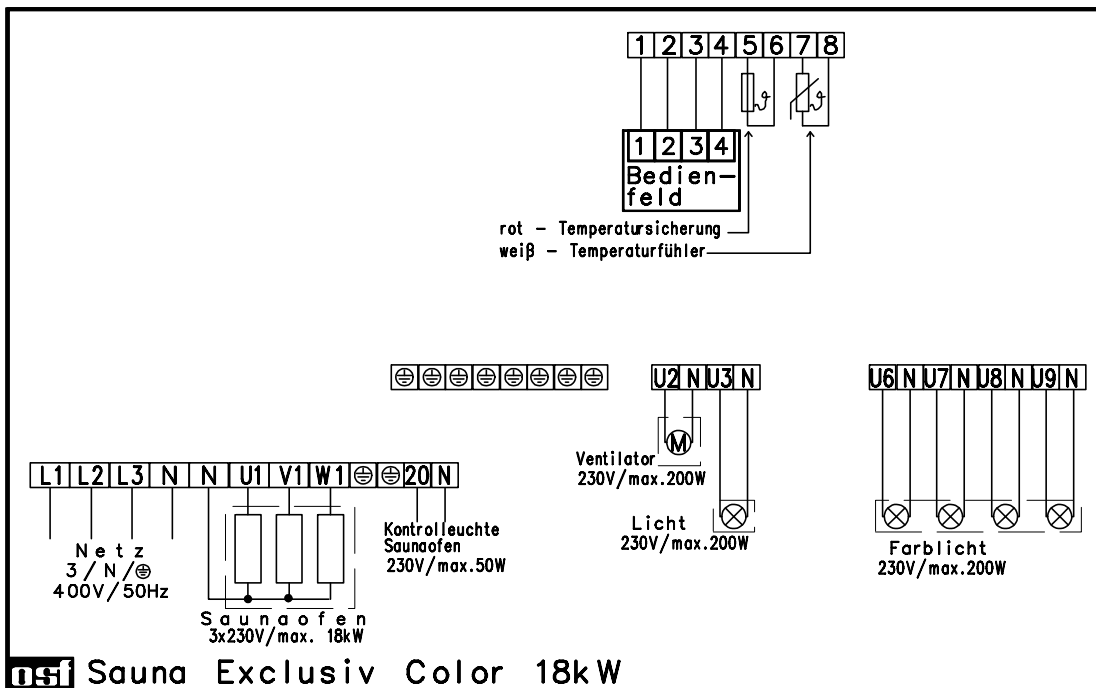 1 2 3 4 5 6 7 8
ϑ ϑ
1 2 3 4
Bedien-
feld
rot - Temperatursicherung
weiß - Temperaturfühler
U2 N U3 N
U6 N U7 N U8 N U9 N
M
Ventilator
230V/max.200W
L1 L2 L3 N N U1 V1 W1 20 N
Licht
230V/max.200W
Farblicht
230V/max.200W
Kontrolleuchte
Saunaofen
230V/max.50W
Netz
3/N/⏚
400V/50Hz
Saunaofen
3x230V/max. 18kW
osf Sauna Exclusiv Color 18kW